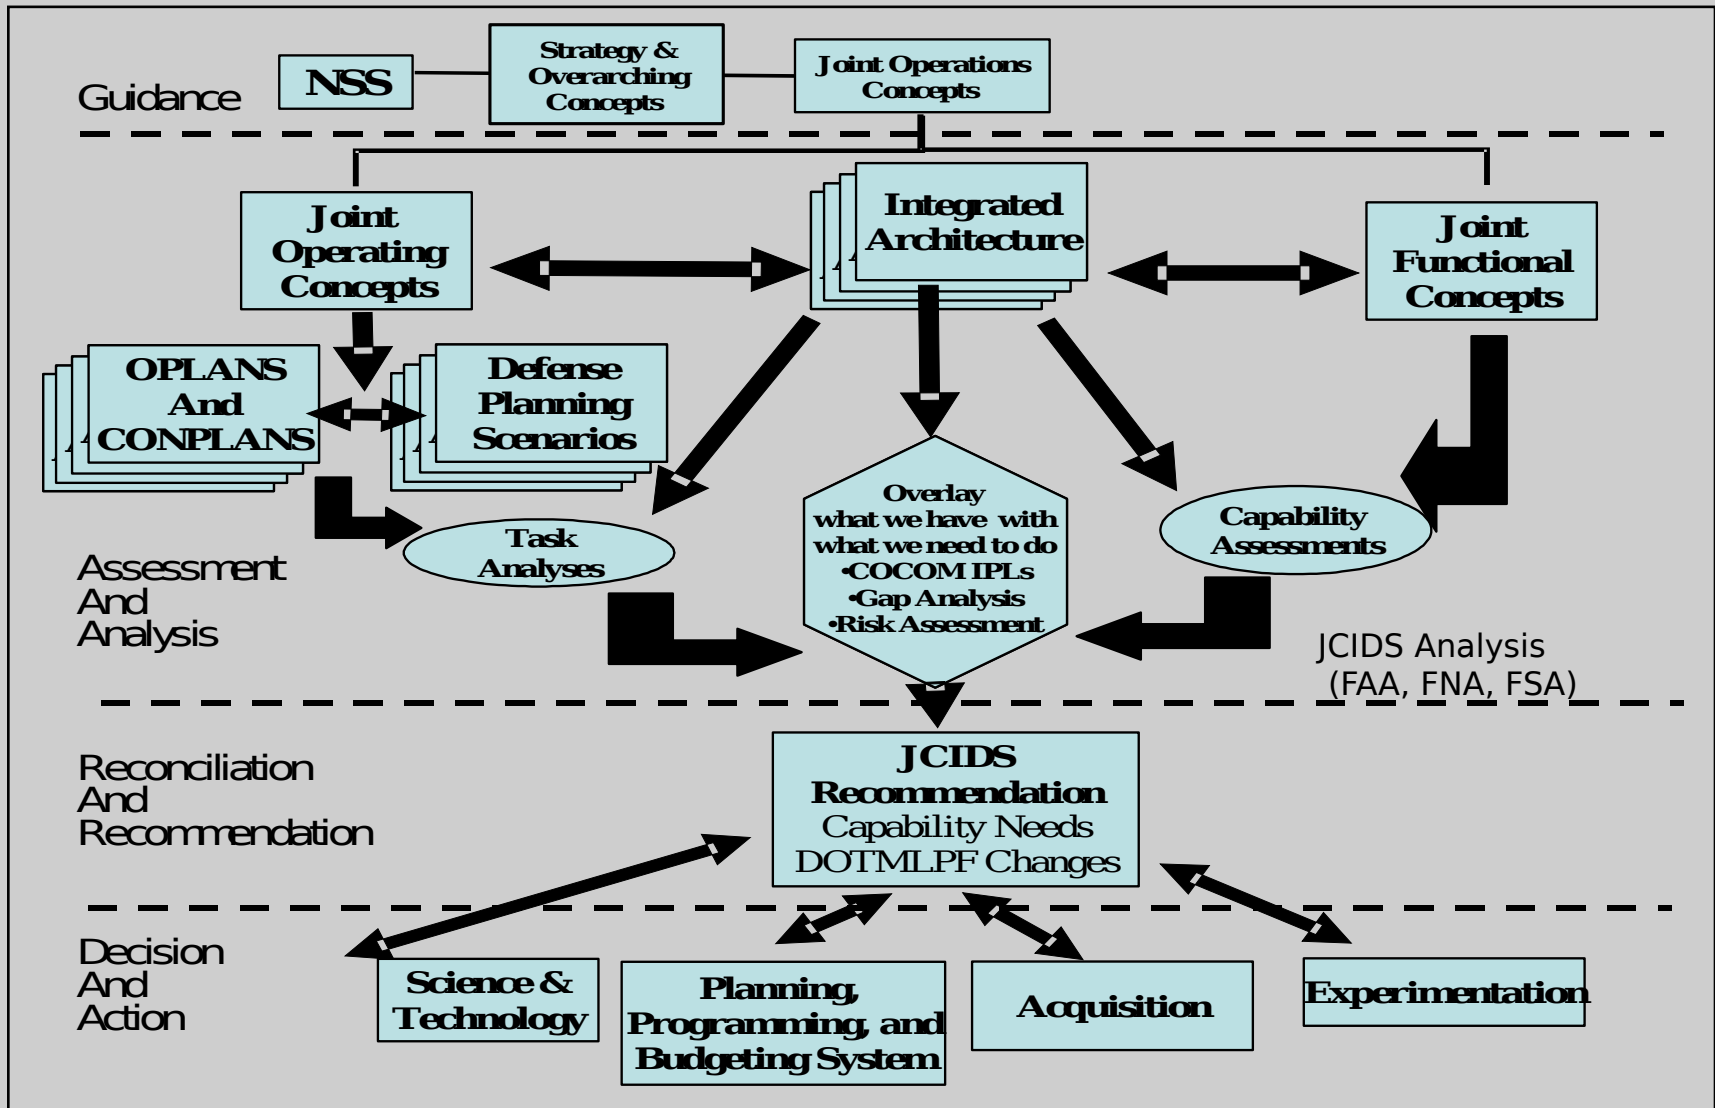 Guidance
NSS
Strategy &
Overarching
Concepts
Joint Operations
Concepts
Joint
Operating
Concepts
Integrated
Architecture
Joint
Functional
Concepts
OPLANS
And
CONPLANS
Defense
Planning
Scenarios
Task
Analyses
Overlay
what we have with
what we need to do
•COCOM IPLs
•Gap Analysis
•Risk Assessment
Capability
Assessments
Assessment
And
Analysis
JCIDS Analysis
(FAA, FNA, FSA)
Reconciliation
And
Recommendation
JCIDS
Recommendation
Capability Needs
DOTMLPF Changes
Decision
And
Action
Science &
Technology
Planning,
Programming, and
Budgeting System
Acquisition
Experimentation